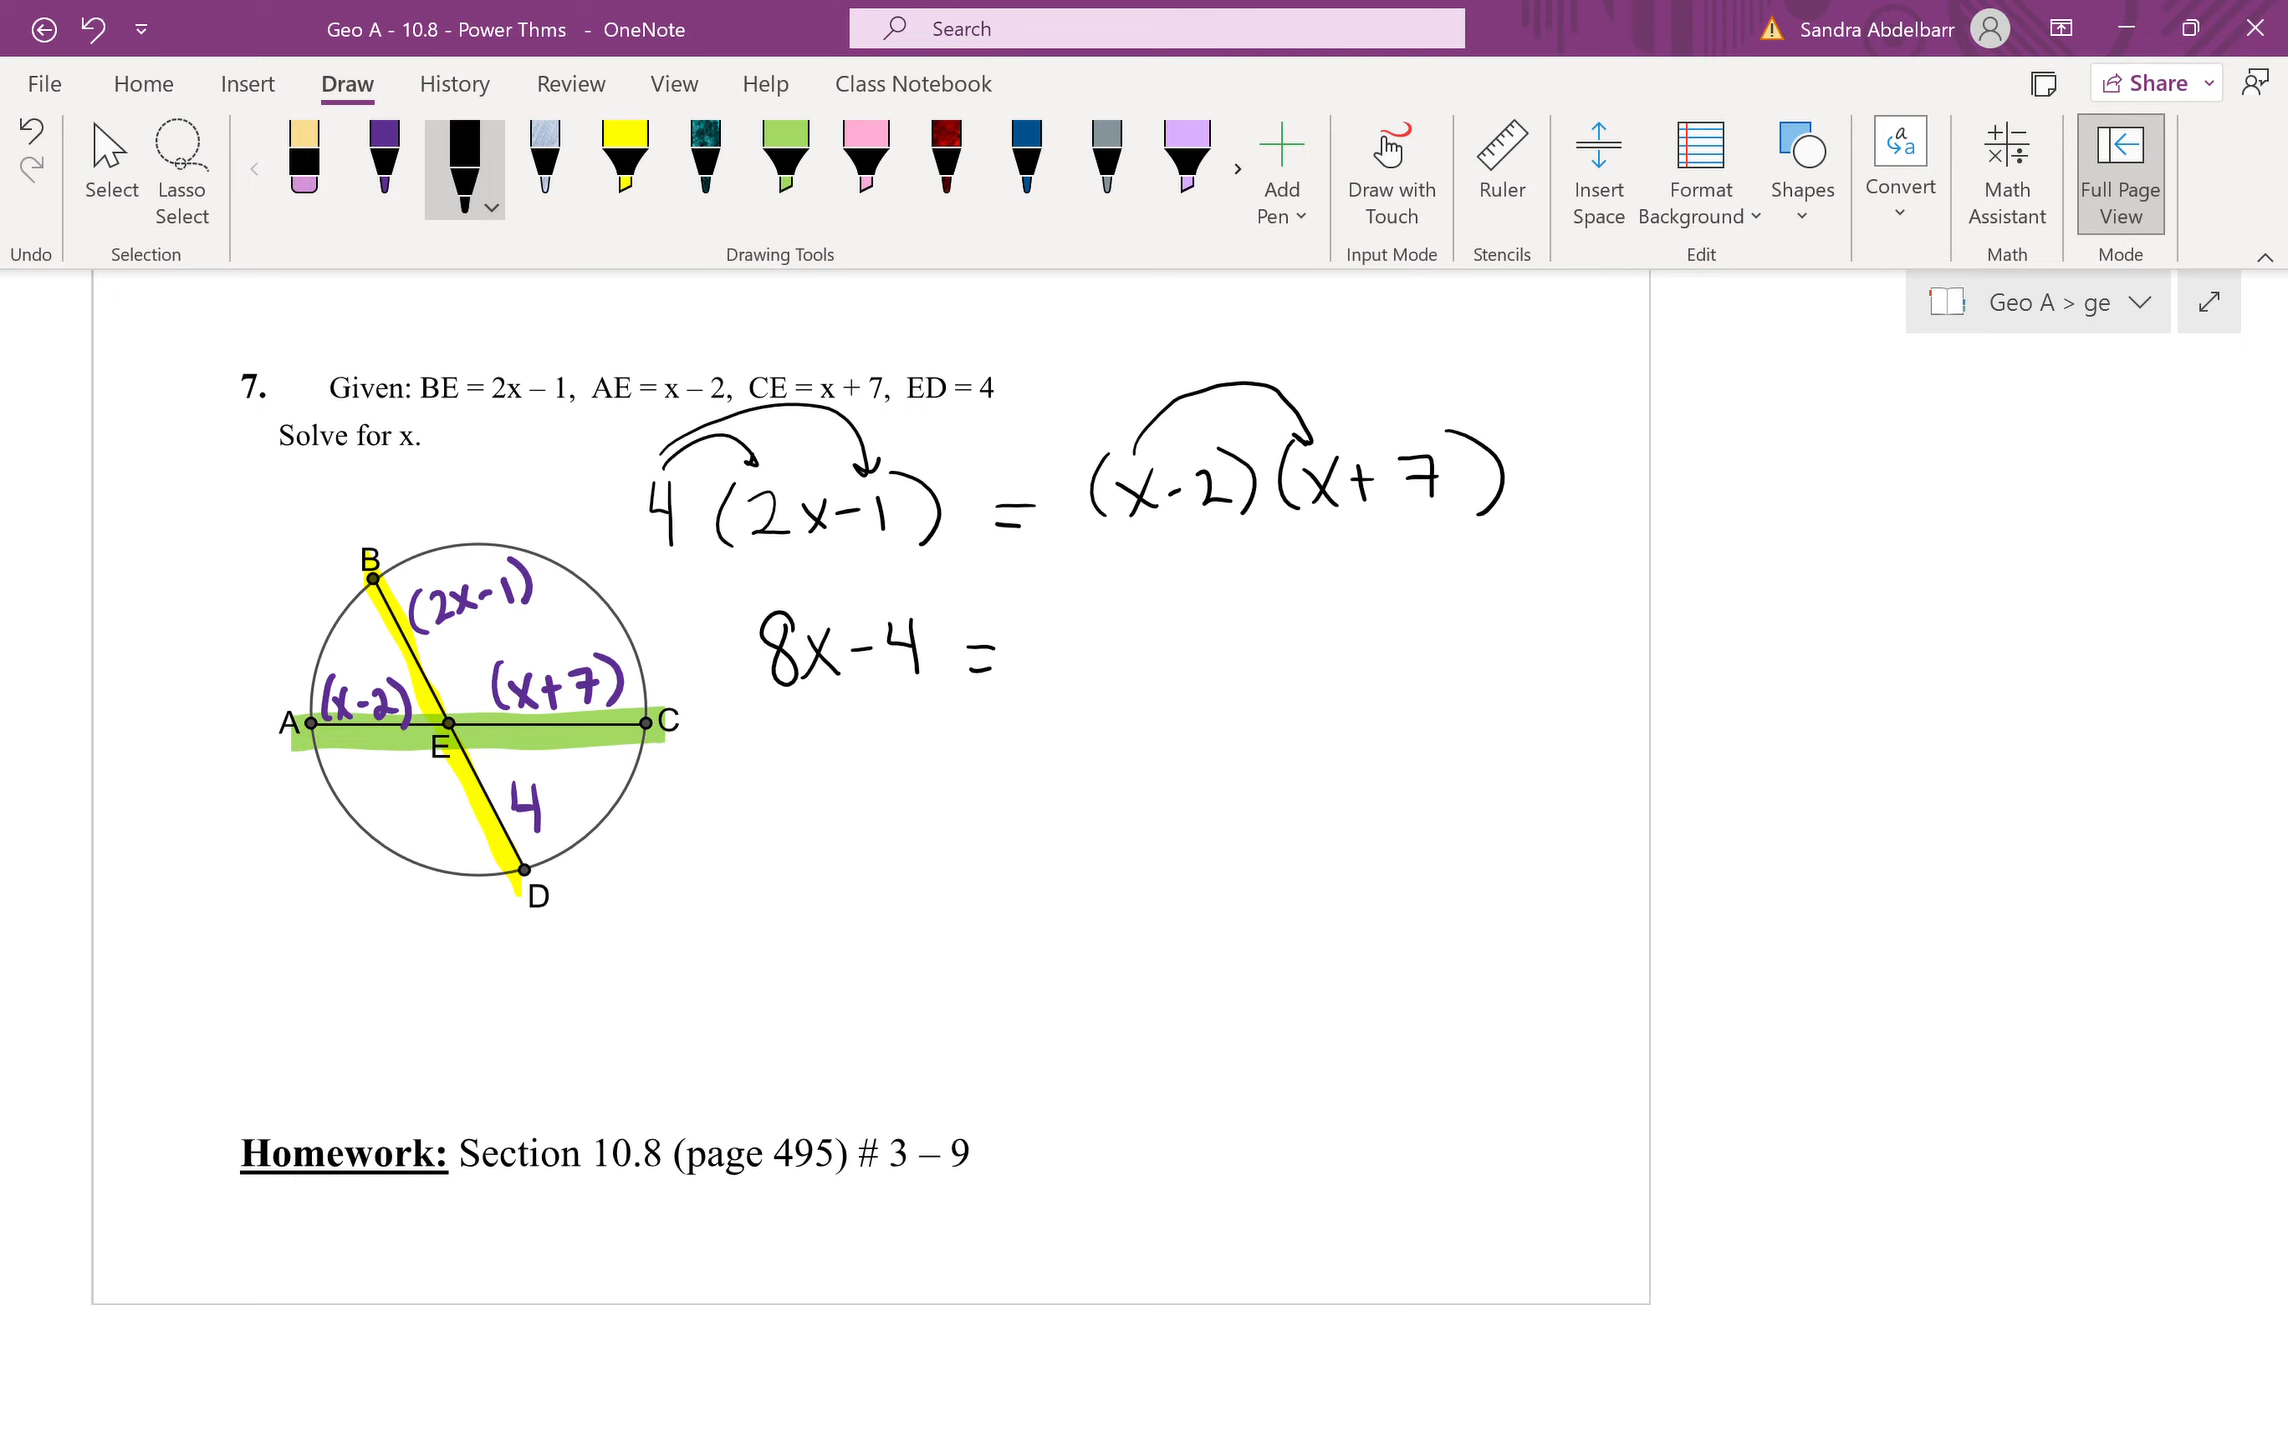 Geo A - 10.8 - Power Thms - OneNote
Search
Sandra Abdelbarr
File Home Insert Draw History Review View Help Class Notebook
Share
Select
Lasso Select
Add Pen
Draw with Touch
Ruler
Insert Space
Format Background
Shapes
a a
Convert
Math Assistant
Full Page View
Undo Selection Drawing Tools Input Mode Stencils Edit Math Mode
Geo A > ge
7. Given: BE = 2x – 1, AE = x – 2, CE = x + 7, ED = 4
Solve for x.
4 (2x-1) = (x-2)(x+7)
B
(2x-1)
8x-4 =
(x-2) (x+7)
A C
E
4
D
Homework: Section 10.8 (page 495) # 3 – 9